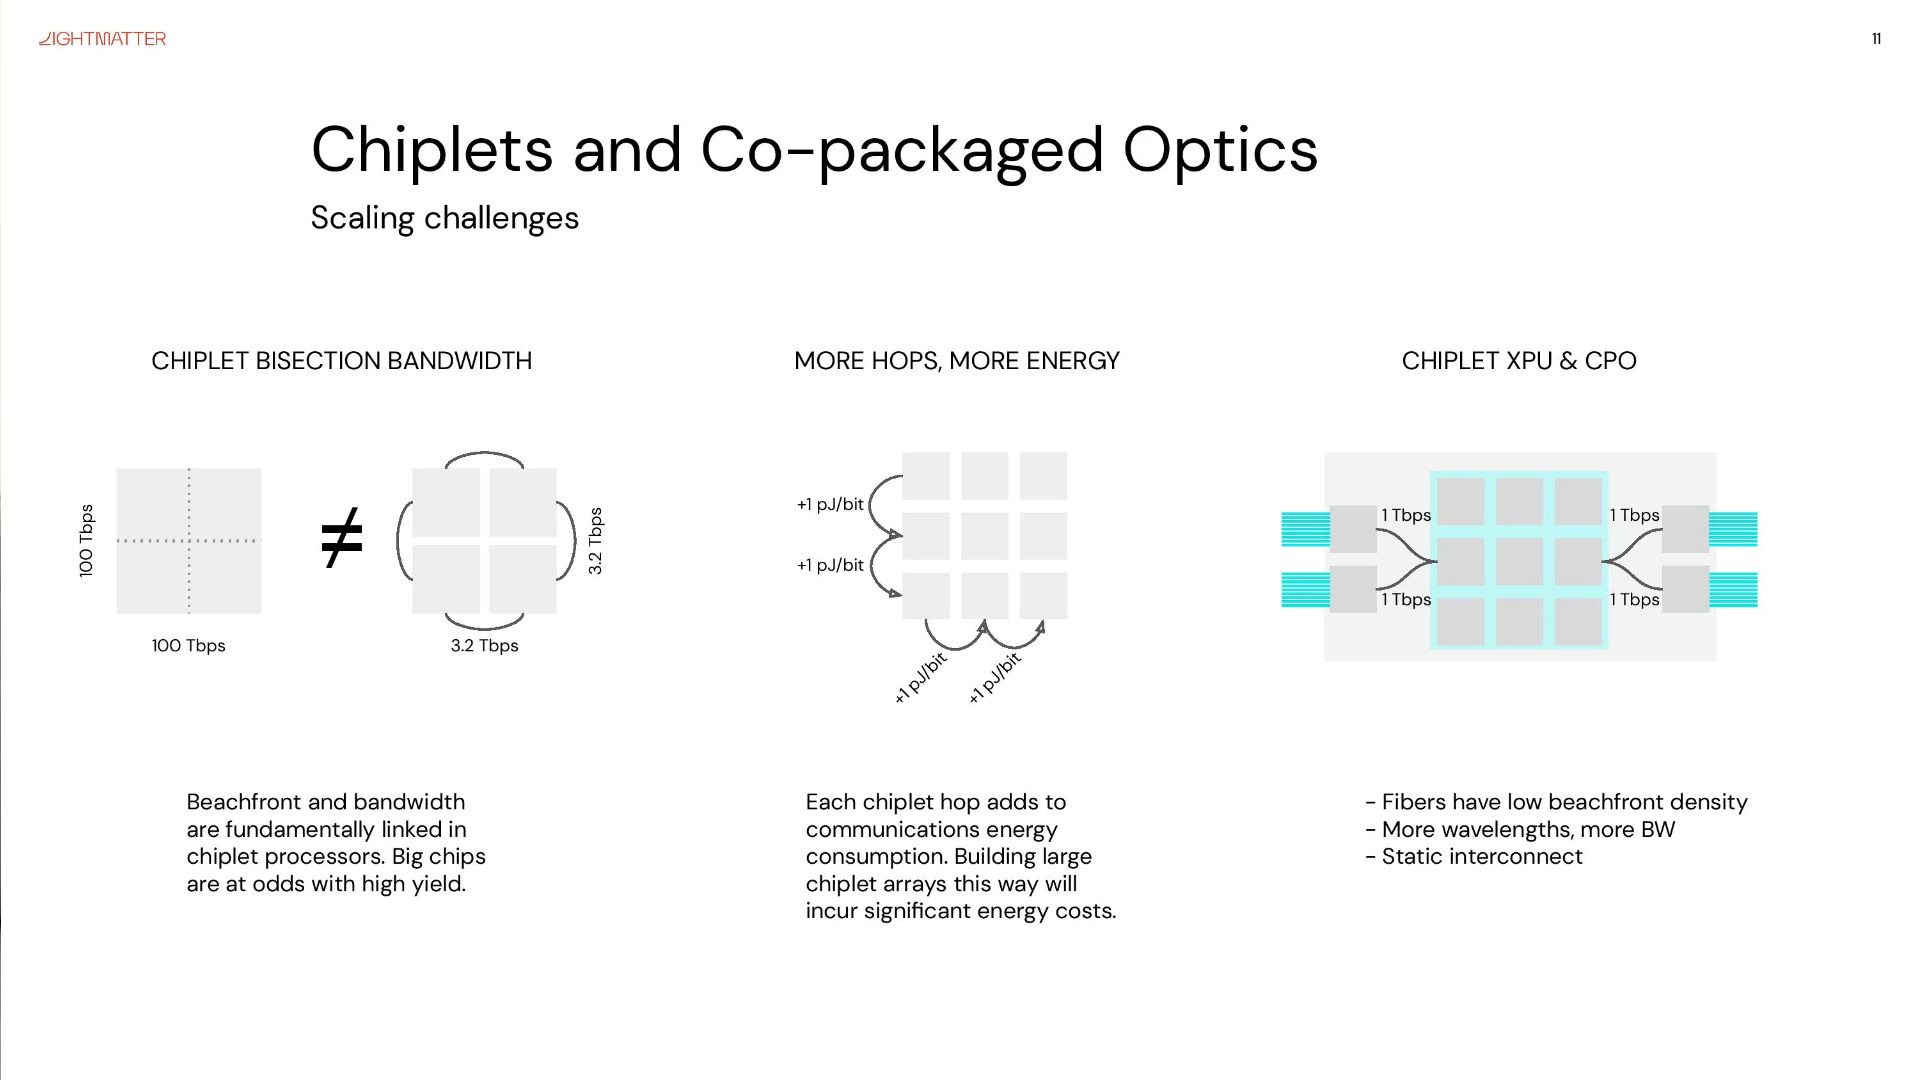 LIGHTMATTER
11
Chiplets and Co-packaged Optics
Scaling challenges
CHIPLET BISECTION BANDWIDTH
100 Tbps
100 Tbps
≠
3.2 Tbps
3.2 Tbps
Beachfront and bandwidth
are fundamentally linked in
chiplet processors. Big chips
are at odds with high yield.
MORE HOPS, MORE ENERGY
+1 pJ/bit
+1 pJ/bit
+1 pJ/bit
+1 pJ/bit
Each chiplet hop adds to
communications energy
consumption. Building large
chiplet arrays this way will
incur significant energy costs.
CHIPLET XPU & CPO
1 Tbps
1 Tbps
1 Tbps
1 Tbps
- Fibers have low beachfront density
- More wavelengths, more BW
- Static interconnect